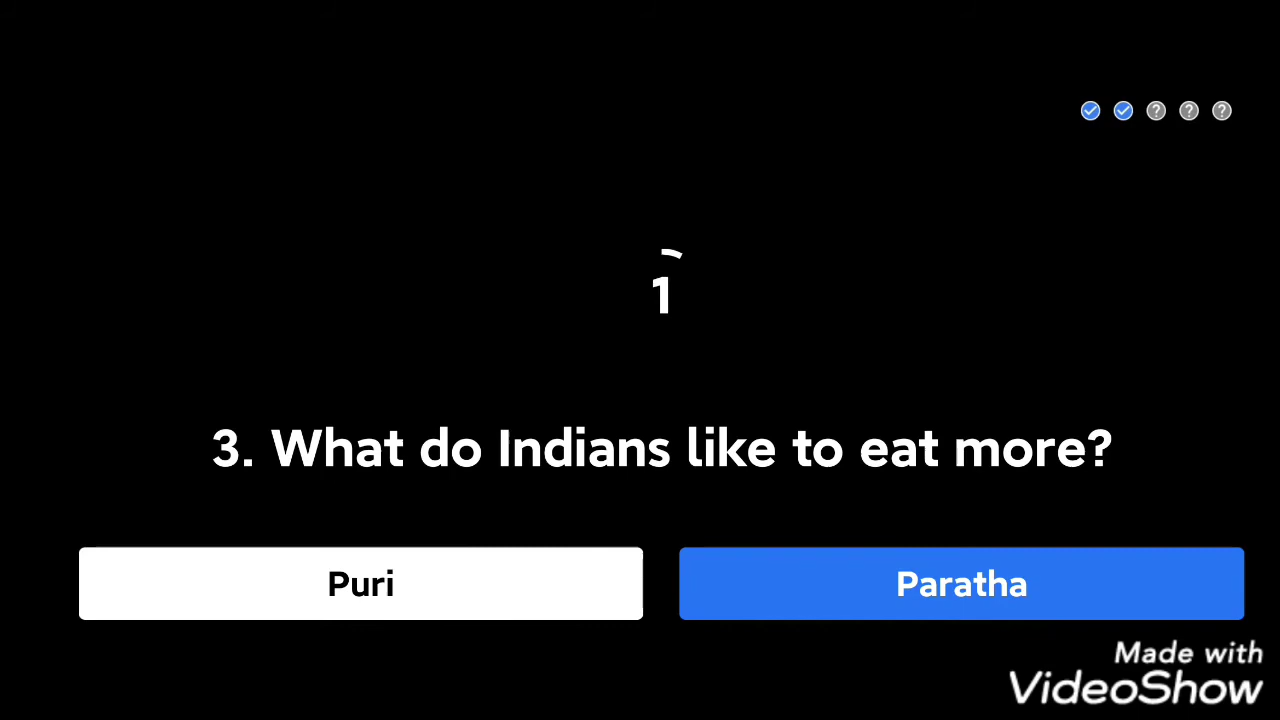 1
3. What do Indians like to eat more?
Puri
Paratha
Made with
VideoShow